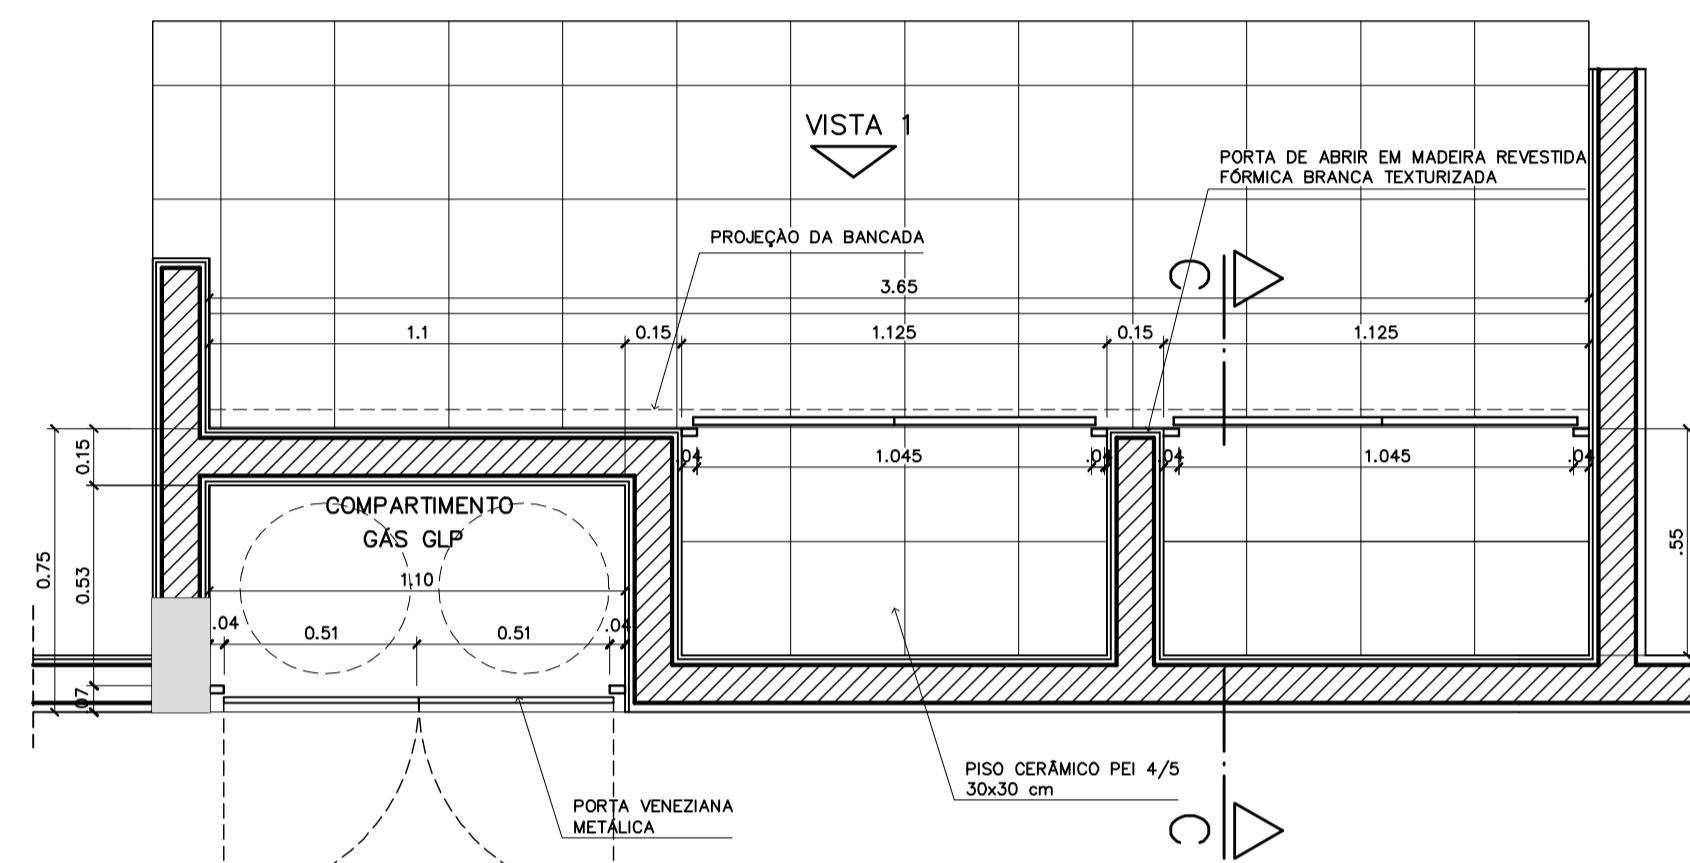 VISTA 1
PORTA DE ABRIR EM MADEIRA REVESTIDA
FÓRMICA BRANCA TEXTURIZADA
PROJEÇÀO DA BANCADA
C
3.65
1.1
0.15
1.125
0.15
1.125
.04
1.045
.04
.04
1.045
.04
0.75
0.15
0.53
.07
.55
COMPARTIMENTO
GÁS GLP
1.10
.04
0.51
0.51
.04
PISO CERÂMICO PEI 4/5
30x30 cm
PORTA VENEZIANA
METÁLICA
C